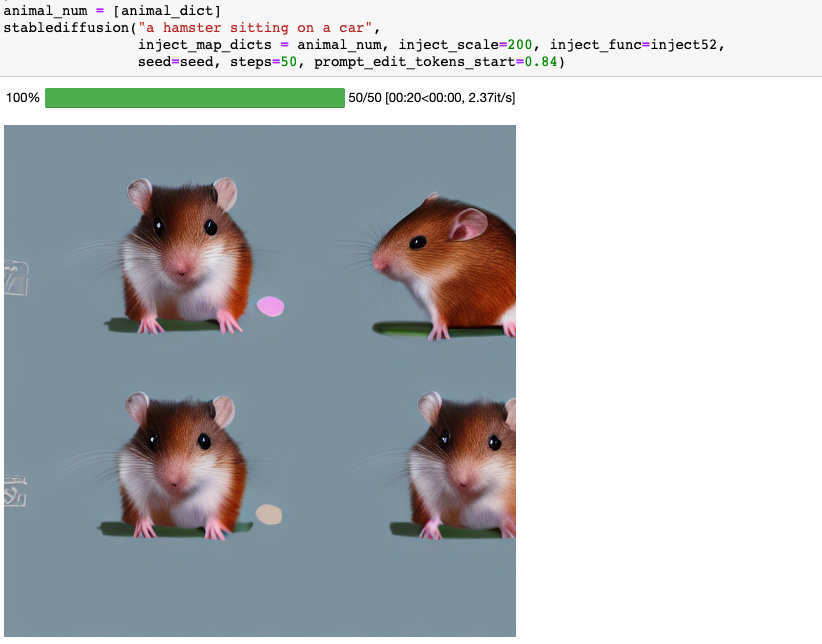 animal_num = [animal_dict]
stablediffusion("a hamster sitting on a car",
inject_map_dicts = animal_num, inject_scale=200, inject_func=inject52,
seed=seed, steps=50, prompt_edit_tokens_start=0.84)
100% 50/50 [00:20<00:00, 2.37it/s]